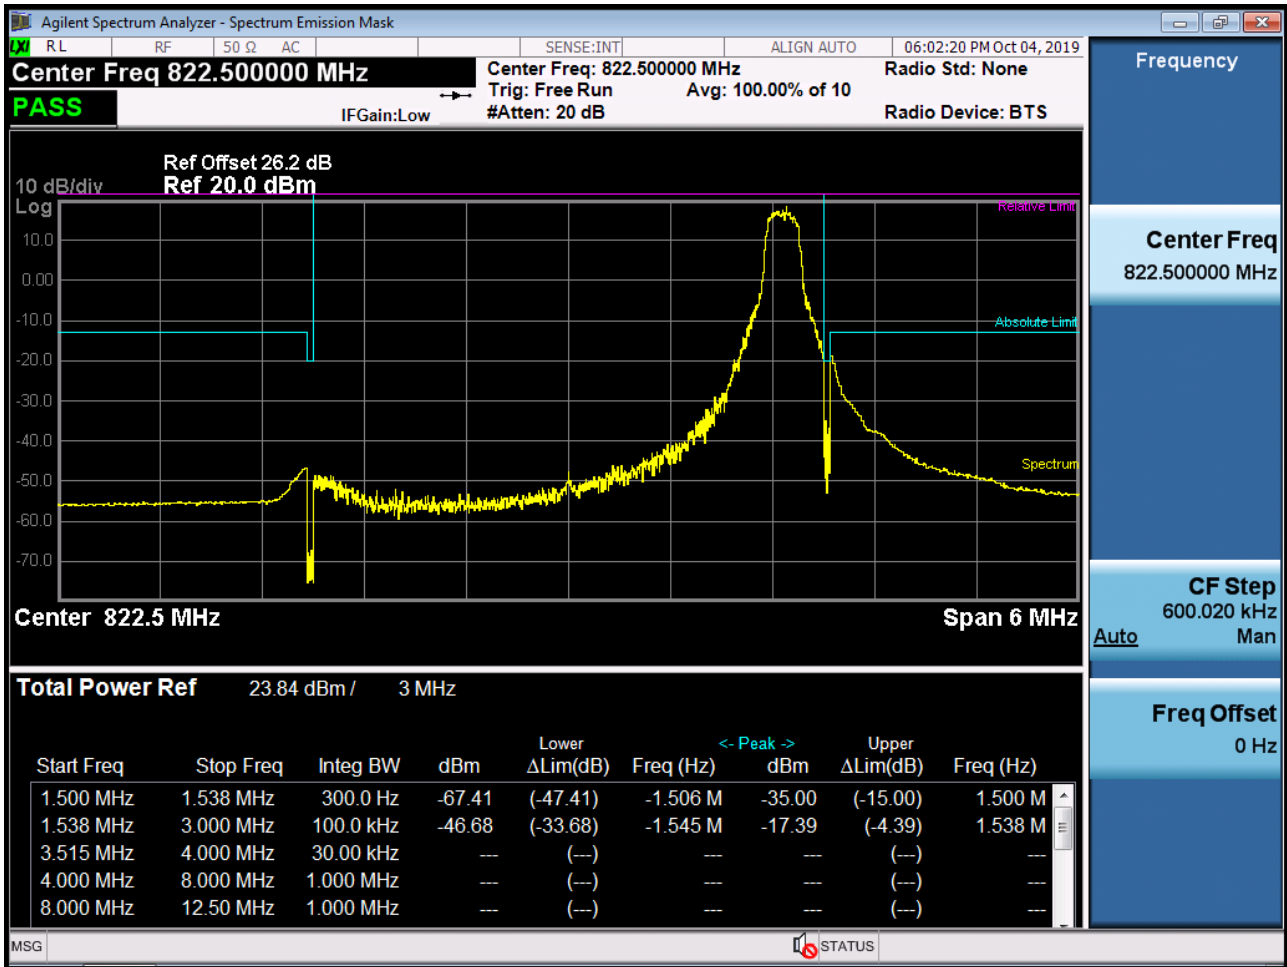 Agilent Spectrum Analyzer - Spectrum Emission Mask
LXI RL RF 50 Ω AC SENSE:INT ALIGN AUTO 06:02:20 PM Oct 04, 2019
Center Freq 822.500000 MHz
Center Freq: 822.500000 MHz Radio Std: None
Trig: Free Run Avg: 100.00% of 10
PASS IFGain:Low #Atten: 20 dB Radio Device: BTS
Ref Offset 26.2 dB
10 dB/div Ref 20.0 dBm
Log
Relative Limit
10.0
0.00
-10.0
Absolute Limit
-20.0
-30.0
-40.0
Spectrum
-50.0
-60.0
-70.0
Center 822.5 MHz Span 6 MHz
Total Power Ref 23.84 dBm / 3 MHz
Lower <- Peak -> Upper
Start Freq Stop Freq Integ BW dBm ΔLim(dB) Freq (Hz) dBm ΔLim(dB) Freq (Hz)
1.500 MHz 1.538 MHz 300.0 Hz -67.41 (-47.41) -1.506 M -35.00 (-15.00) 1.500 M
1.538 MHz 3.000 MHz 100.0 kHz -46.68 (-33.68) -1.545 M -17.39 (-4.39) 1.538 M
3.515 MHz 4.000 MHz 30.00 kHz --- (---) --- --- (---) ---
4.000 MHz 8.000 MHz 1.000 MHz --- (---) --- --- (---) ---
8.000 MHz 12.50 MHz 1.000 MHz --- (---) --- --- (---) ---
MSG STATUS
Frequency
Center Freq
822.500000 MHz
CF Step
600.020 kHz
Auto Man
Freq Offset
0 Hz